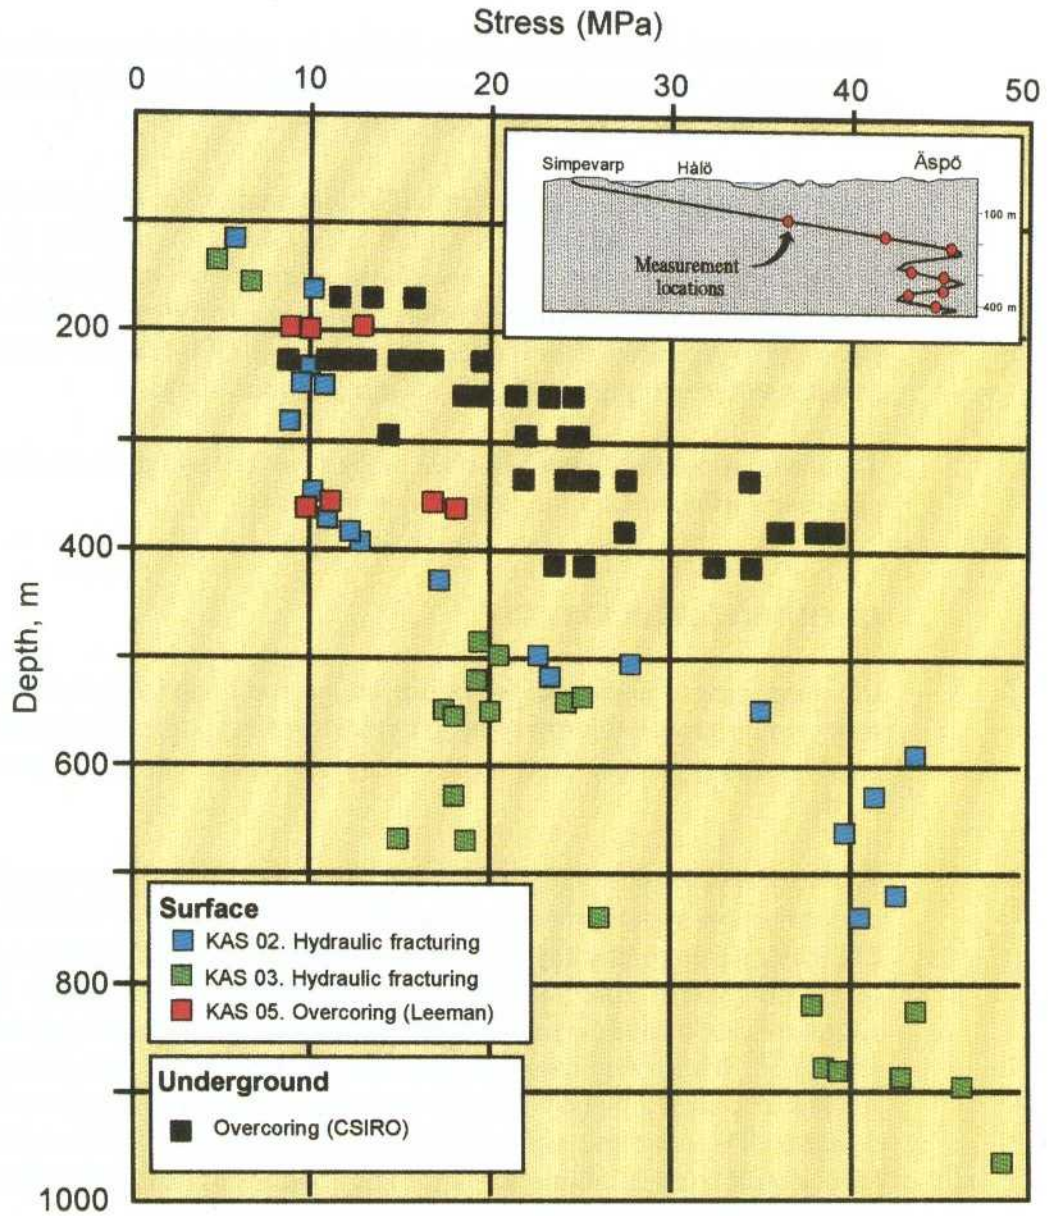 Stress (MPa)
0 10 20 30 40 50
Simpevarp Hålö Äspö
100 m
Measurement
locations
400 m
200
400
Depth, m
600
800
1000
Surface
KAS 02. Hydraulic fracturing
KAS 03. Hydraulic fracturing
KAS 05. Overcoring (Leeman)
Underground
Overcoring (CSIRO)